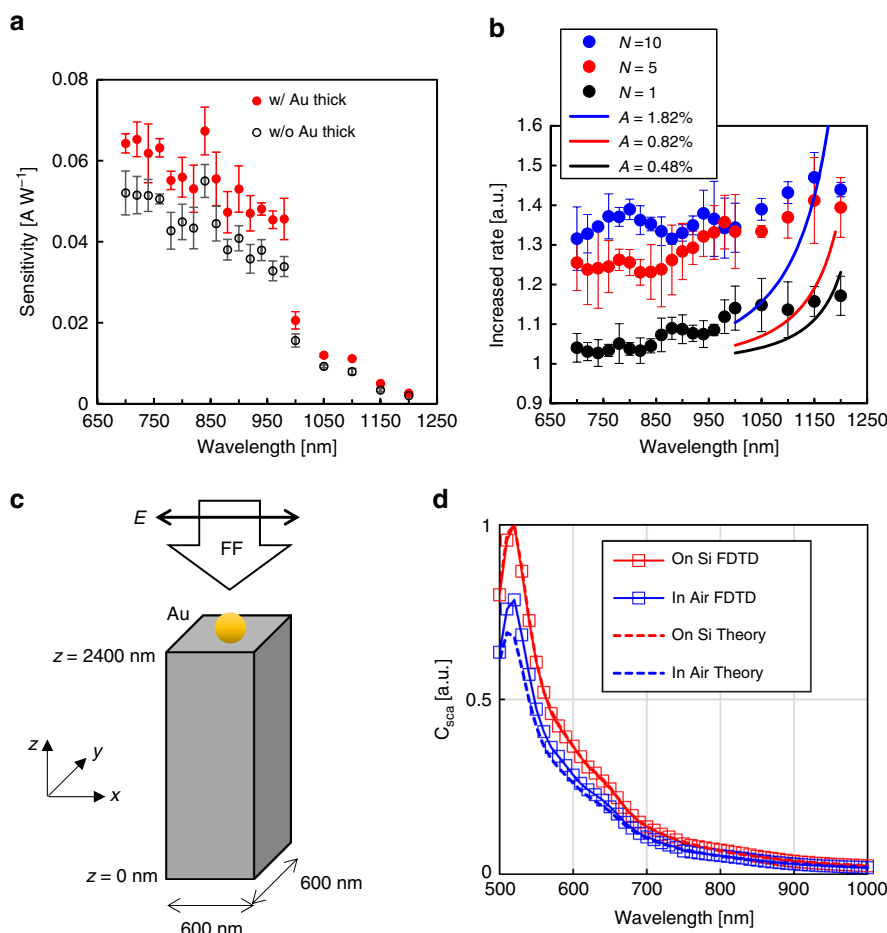 a
0.08
0.06
0.04
0.02
0
Sensitivity [A W⁻¹]
w/ Au thick
w/o Au thick
650 750 850 950 1050 1150 1250
Wavelength [nm]
b
N =10
N = 5
N = 1
A = 1.82%
A = 0.82%
A = 0.48%
1.6
1.5
1.4
1.3
1.2
1.1
1
0.9
Increased rate [a.u.]
650 750 850 950 1050 1150 1250
Wavelength [nm]
c
E
FF
Au
z = 2400 nm
z
y
x
z = 0 nm
600 nm
600 nm
d
1
0.5
0
C_sca [a.u.]
On Si FDTD
In Air FDTD
On Si Theory
In Air Theory
500 600 700 800 900 1000
Wavelength [nm]